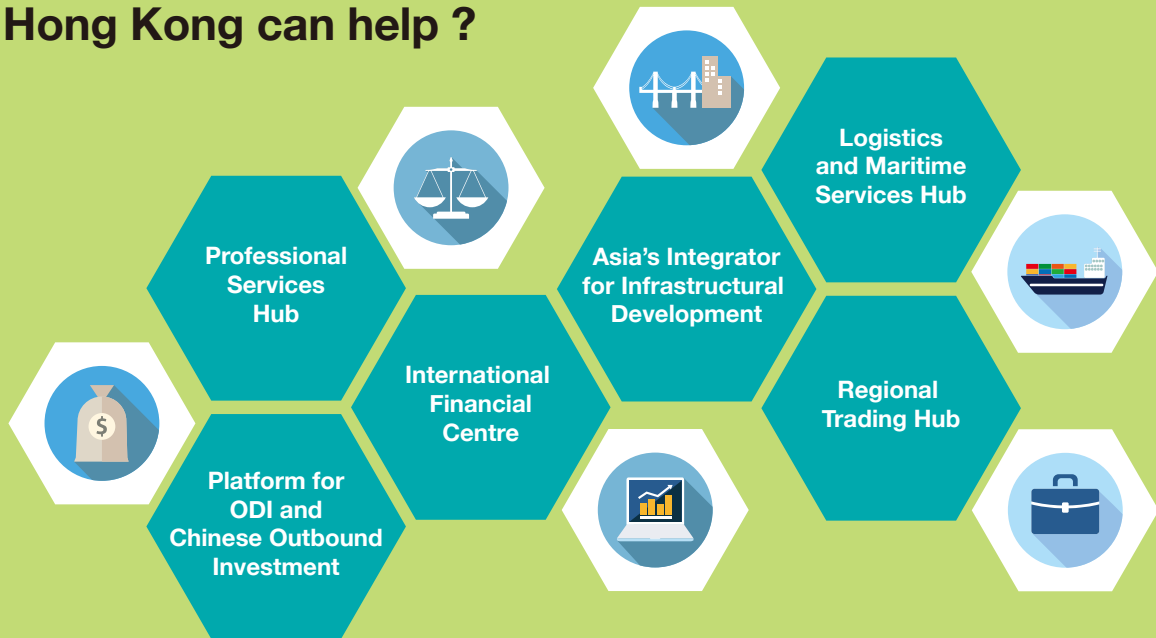 Hong Kong can help ?
Professional
Services
Hub
Platform for
ODI and
Chinese Outbound
Investment
International
Financial
Centre
Asia's Integrator
for Infrastructural
Development
Logistics
and Maritime
Services Hub
Regional
Trading Hub
$